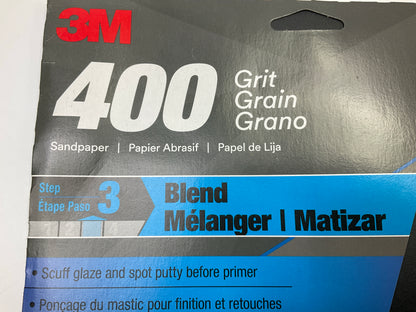 3M
400
Grit
Grain
Grano
Sandpaper | Papier Abrasif | Papel de Lija
Step
Étape Paso 3
Blend
Mélanger | Matizar
• Scuff glaze and spot putty before primer
• Ponçage du mastic pour finition et retouches